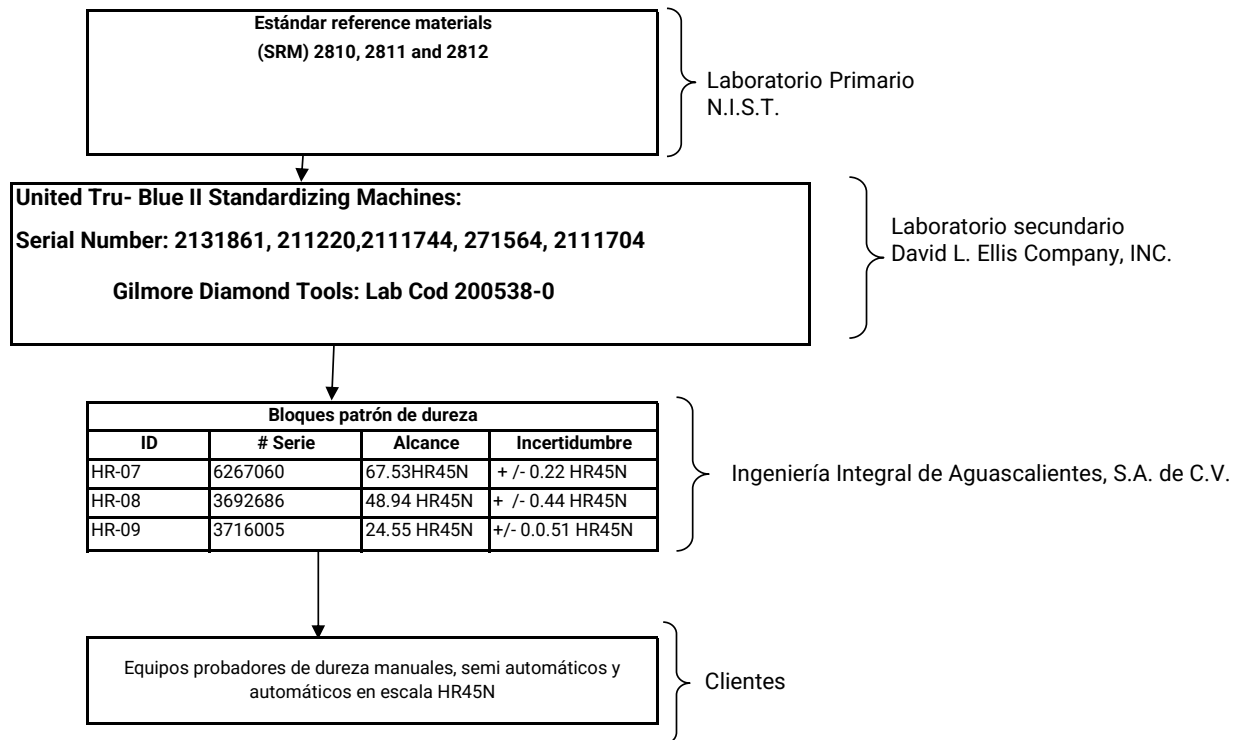 Estándar reference materials
(SRM) 2810, 2811 and 2812
Laboratorio Primario
N.I.S.T.
United Tru- Blue II Standardizing Machines:
Serial Number: 2131861, 211220,2111744, 271564, 2111704
Gilmore Diamond Tools: Lab Cod 200538-0
Laboratorio secundario
David L. Ellis Company, INC.
Bloques patrón de dureza
ID # Serie Alcance Incertidumbre
HR-07 6267060 67.53HR45N + /- 0.22 HR45N
HR-08 3692686 48.94 HR45N + /- 0.44 HR45N
HR-09 3716005 24.55 HR45N +/- 0.0.51 HR45N
Ingeniería Integral de Aguascalientes, S.A. de C.V.
Equipos probadores de dureza manuales, semi automáticos y
automáticos en escala HR45N
Clientes